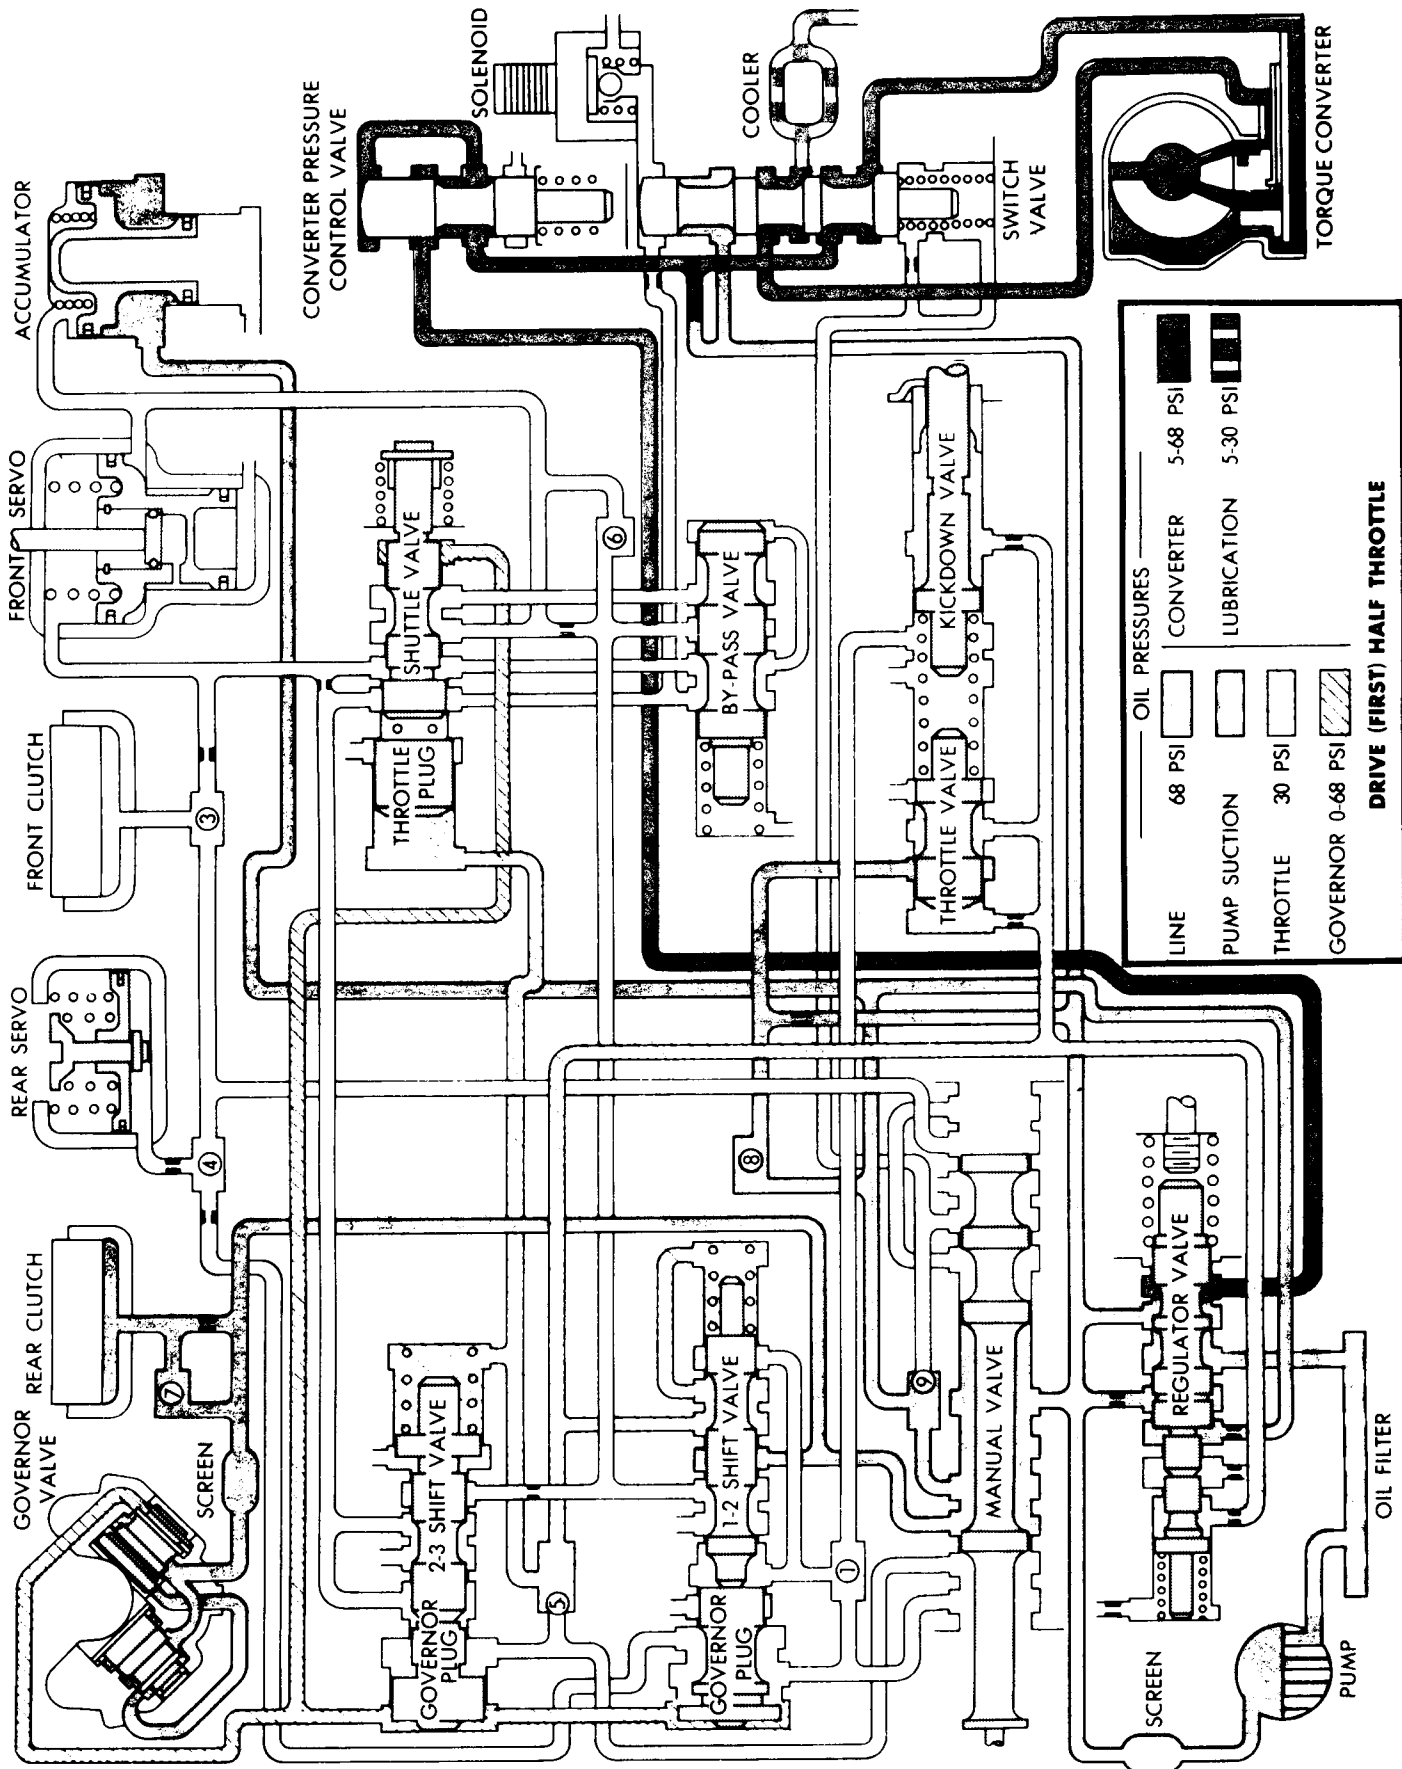 GOVERNOR
VALVE
REAR CLUTCH
REAR SERVO
FRONT CLUTCH
FRONT SERVO
ACCUMULATOR
SCREEN
7
4
3
CONVERTER PRESSURE
CONTROL VALVE
SOLENOID
GOVERNOR
PLUG
2-3 SHIFT VALVE
THROTTLE
PLUG
SHUTTLE VALVE
5
6
GOVERNOR
PLUG
1-2 SHIFT VALVE
8
BY-PASS VALVE
COOLER
1
9
MANUAL VALVE
THROTTLE VALVE
KICKDOWN VALVE
SWITCH
VALVE
SCREEN
REGULATOR VALVE
PUMP
OIL FILTER
TORQUE CONVERTER
OIL PRESSURES
LINE 68 PSI
CONVERTER 5-68 PSI
PUMP SUCTION
LUBRICATION 5-30 PSI
THROTTLE 30 PSI
GOVERNOR 0-68 PSI
DRIVE (FIRST) HALF THROTTLE